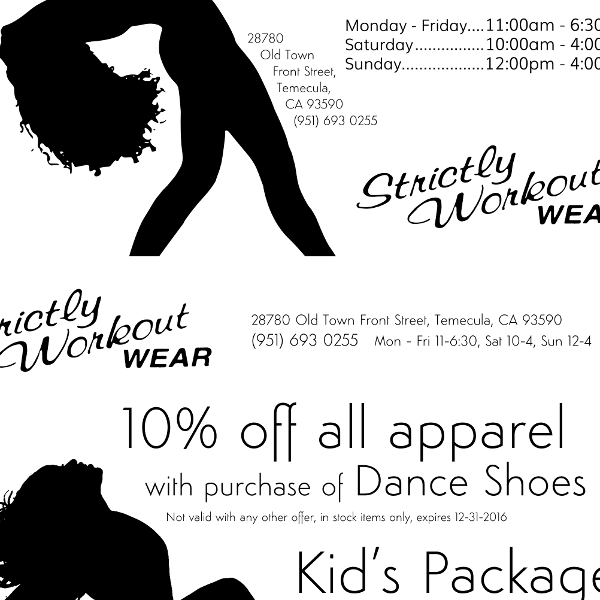 28780
Old Town
Front Street,
Temecula,
CA 93590
(951) 693 0255
Monday - Friday....11:00am - 6:30
Saturday...............10:00am - 4:00
Sunday...................12:00pm - 4:00
Strictly
Workout
WEA
rictly
Workout
WEAR
28780 Old Town Front Street, Temecula, CA 93590
(951) 693 0255 Mon - Fri 11-6:30, Sat 10-4, Sun 12-4
10% off all apparel
with purchase of Dance Shoes
Not valid with any other offer, in stock items only, expires 12-31-2016
Kid's Package